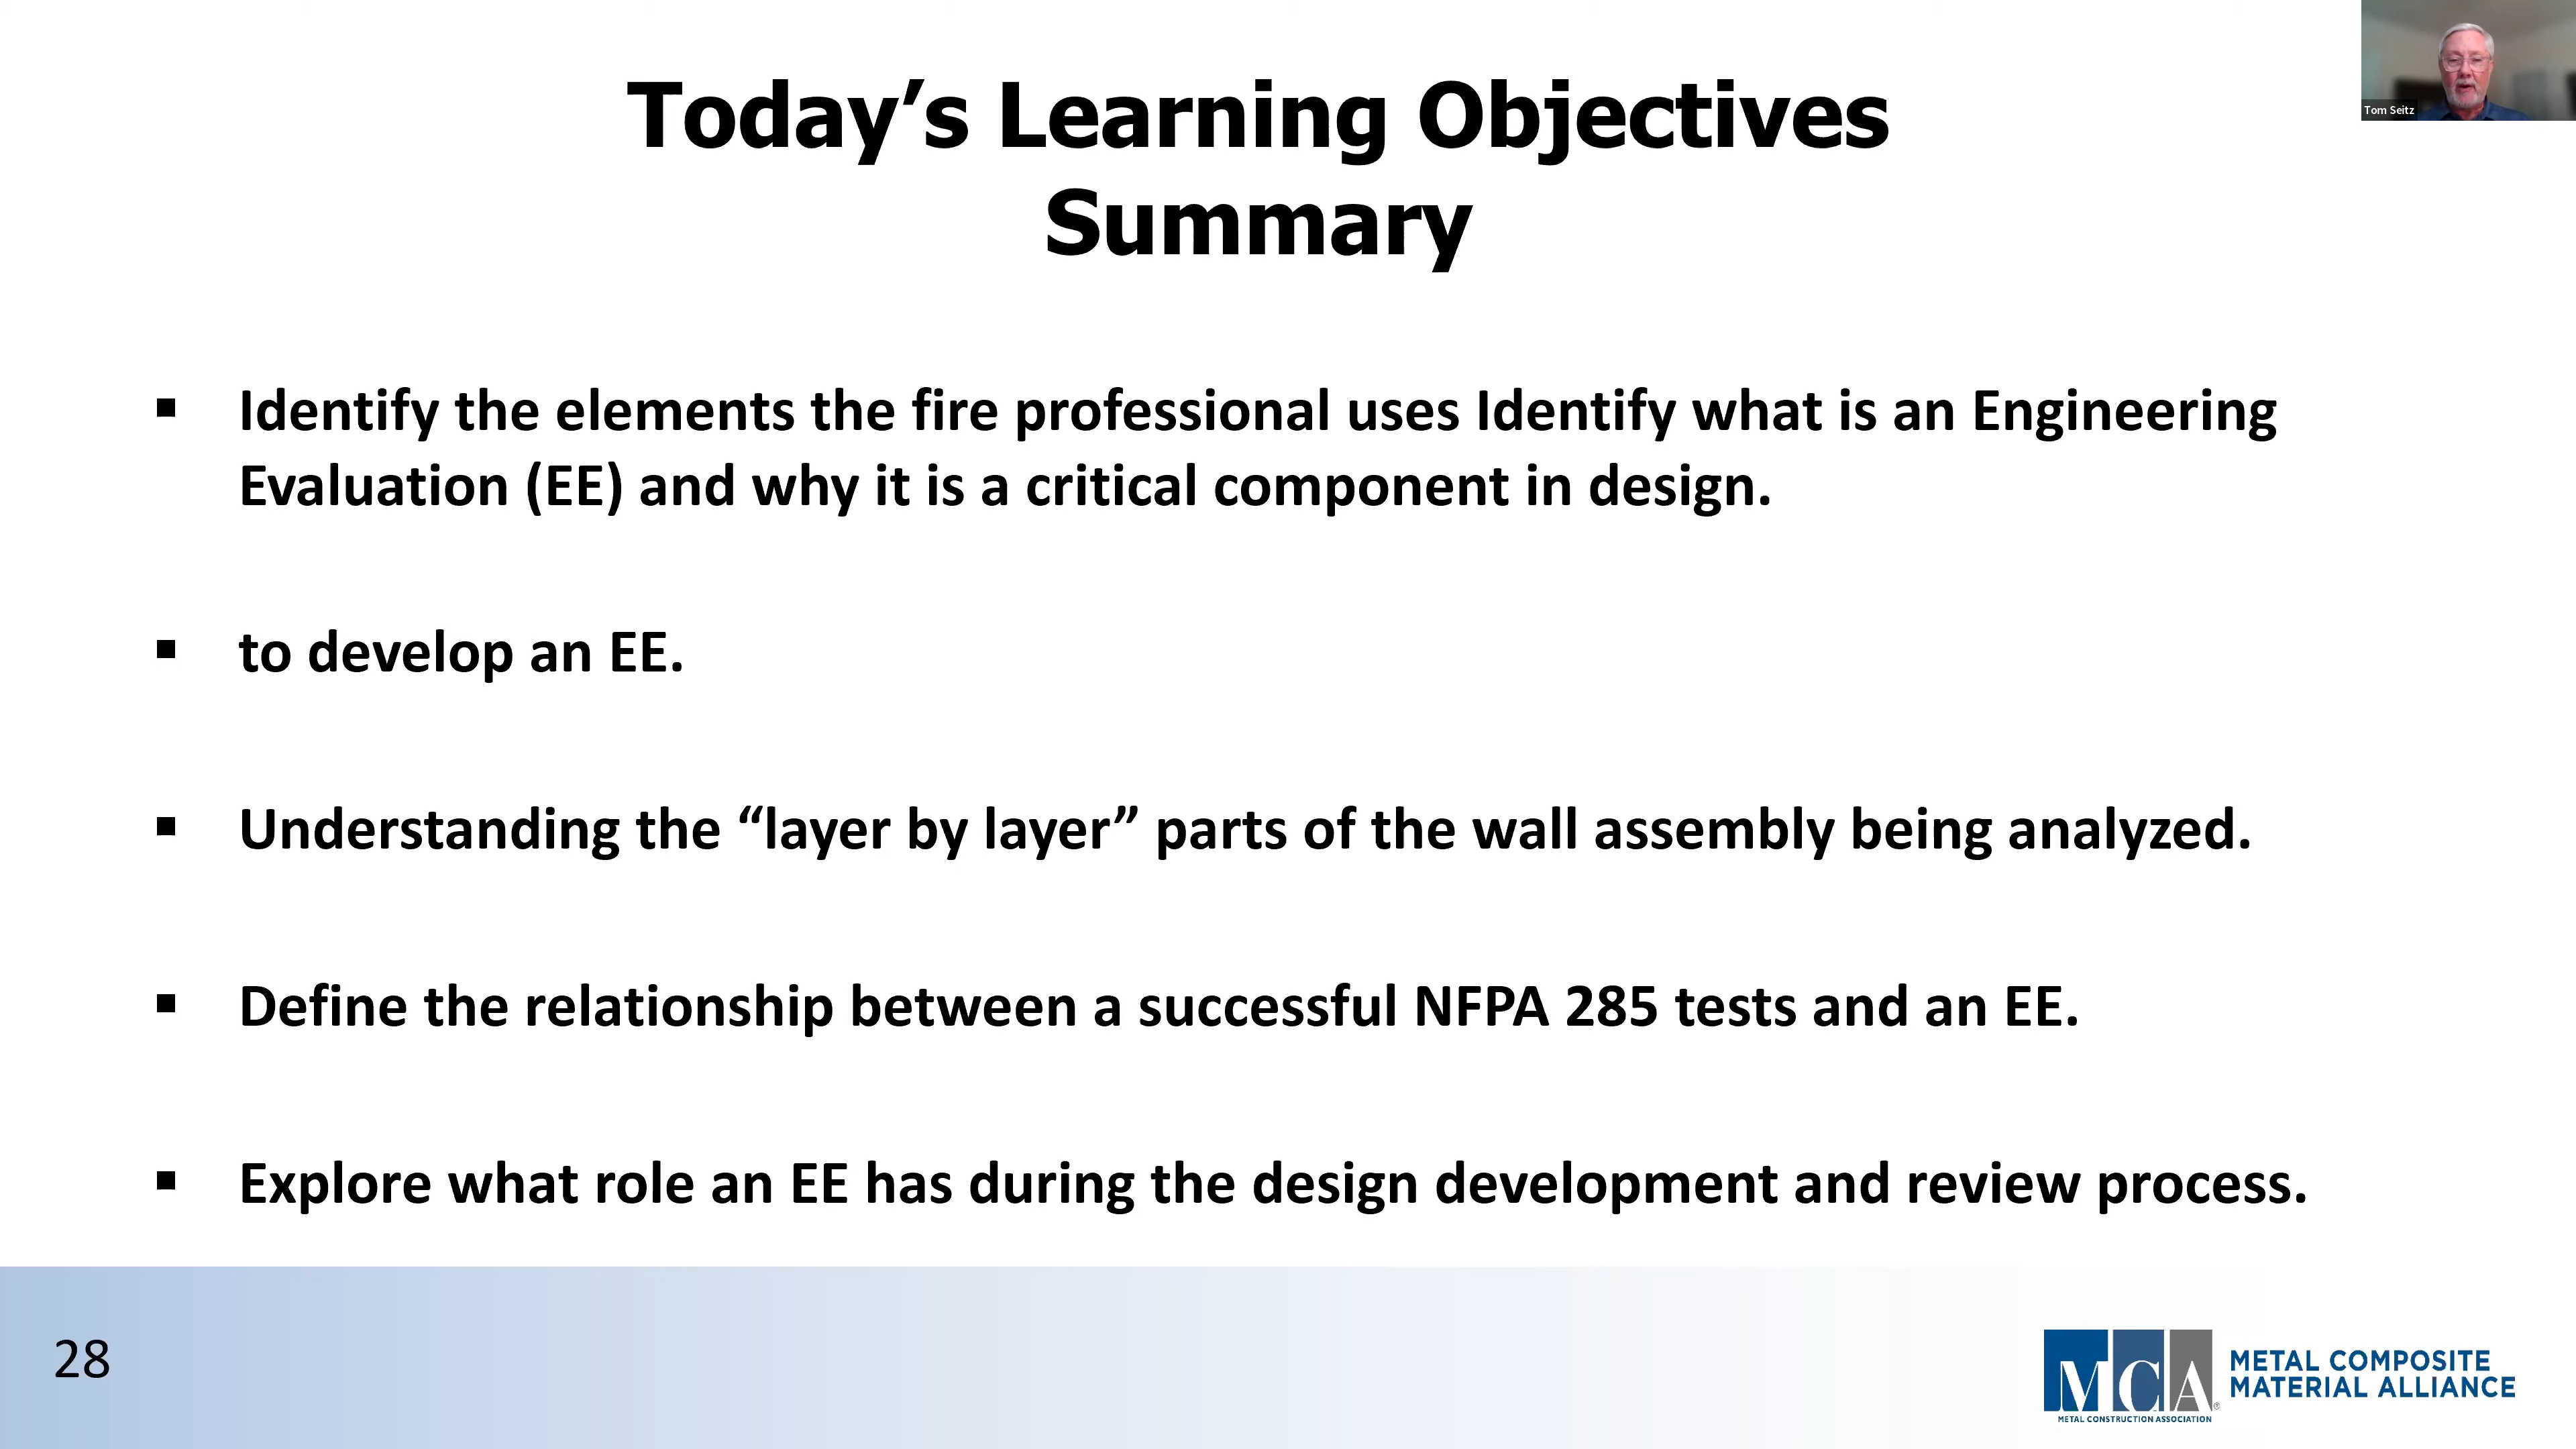 Today’s Learning Objectives
Summary
Tom Seitz
▪ Identify the elements the fire professional uses Identify what is an Engineering
Evaluation (EE) and why it is a critical component in design.
▪ to develop an EE.
▪ Understanding the “layer by layer” parts of the wall assembly being analyzed.
▪ Define the relationship between a successful NFPA 285 tests and an EE.
▪ Explore what role an EE has during the design development and review process.
28
MCA®
METAL CONSTRUCTION ASSOCIATION
METAL COMPOSITE
MATERIAL ALLIANCE